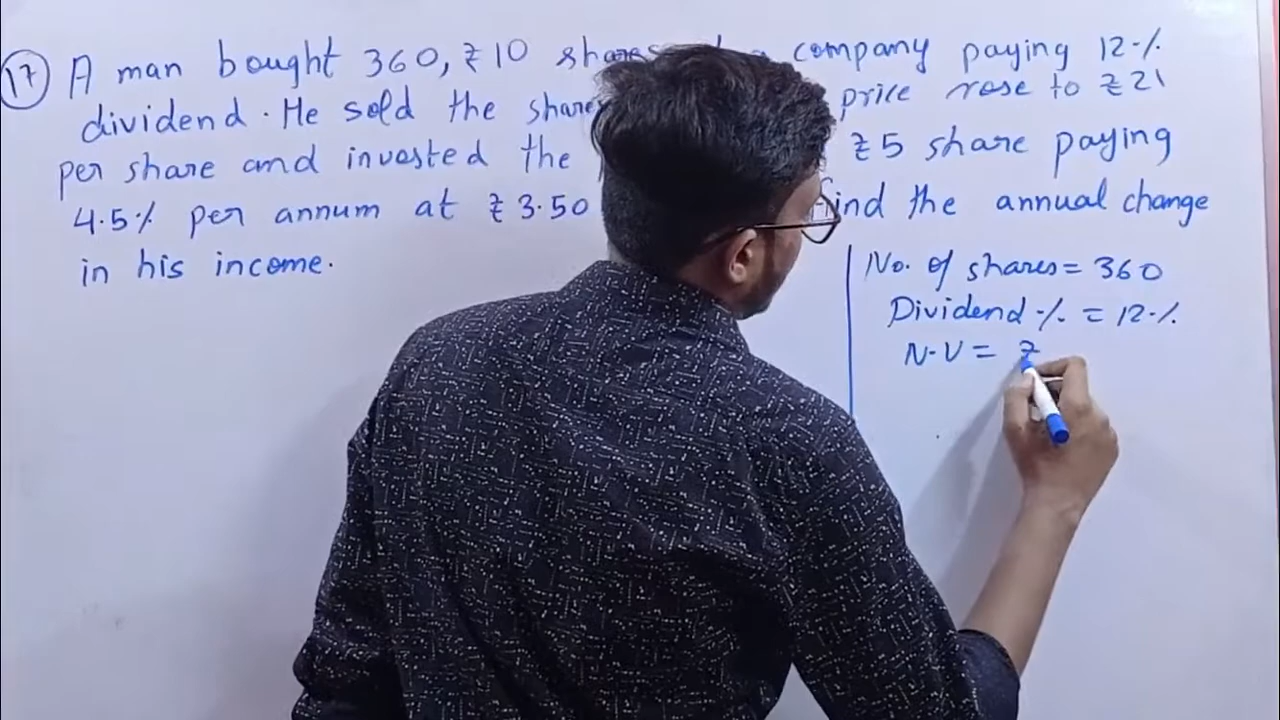 17 A man bought 360, ₹10 shares company paying 12%
dividend. He sold the share price rose to ₹21
per share and invested the ₹5 share paying
4.5% per annum at ₹3.50 find the annual change
in his income.
No. of shares = 360
Dividend % = 12%
N.V = ₹